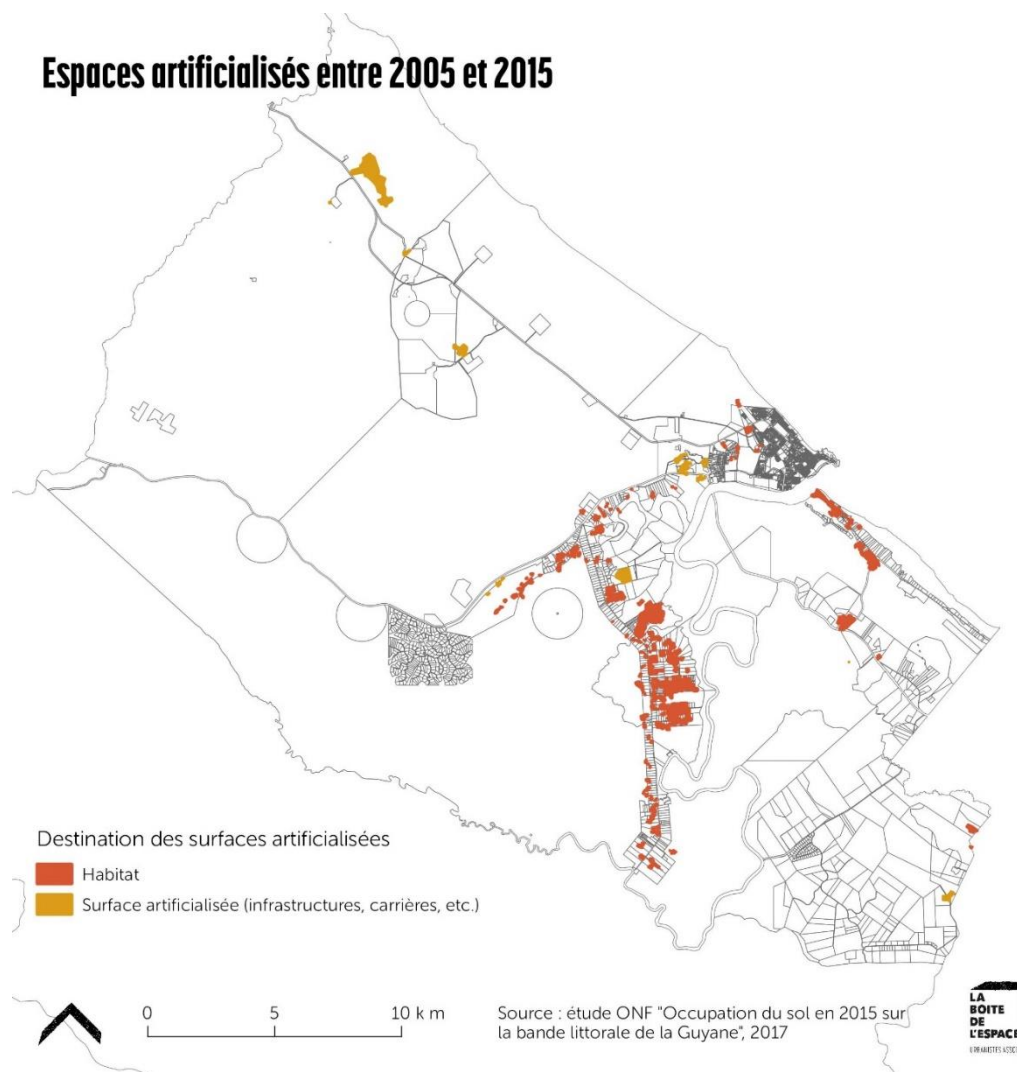 Espaces artificialisés entre 2005 et 2015
Destination des surfaces artificialisées
Habitat
Surface artificialisée (infrastructures, carrières, etc.)
0 5 10 k m
Source : étude ONF "Occupation du sol en 2015 sur
la bande littorale de la Guyane", 2017
LA
BOITE
DE
L'ESPACE